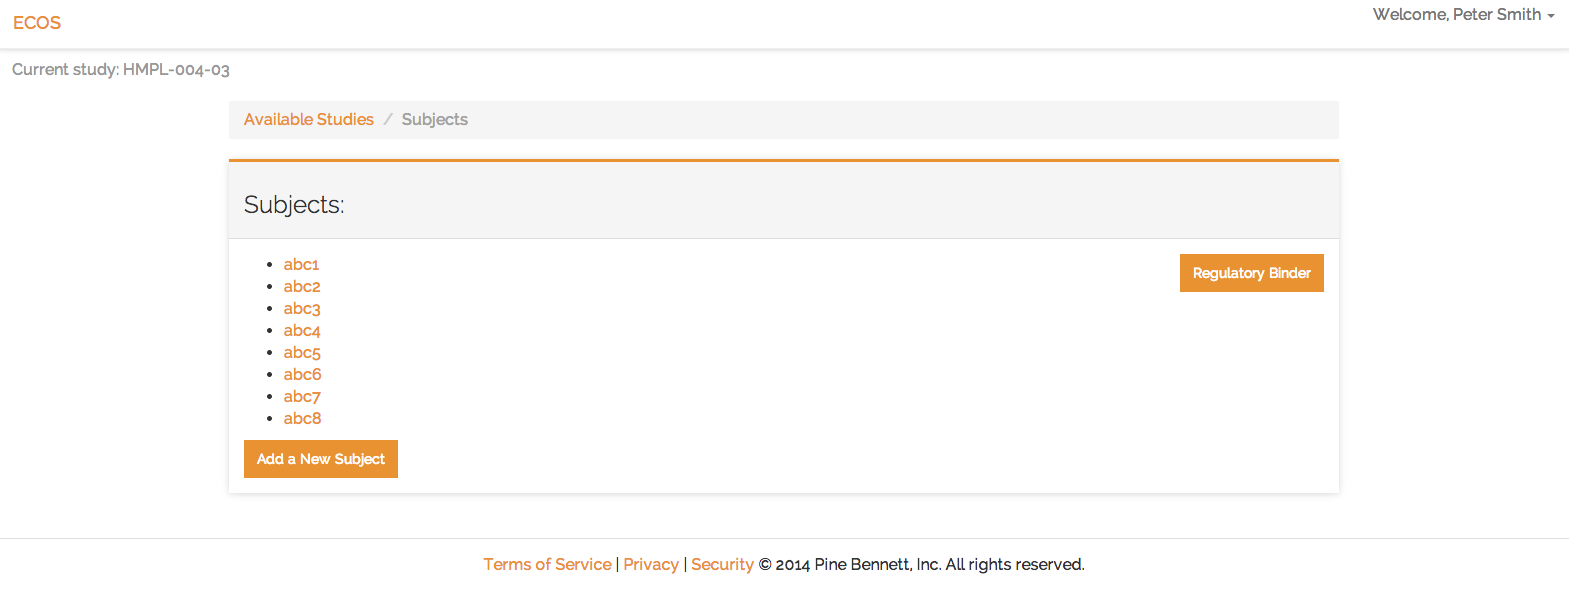 ECOS
Welcome, Peter Smith
Current study: HMPL-004-03
Available Studies / Subjects
Subjects:
abc1
abc2
abc3
abc4
abc5
abc6
abc7
abc8
Regulatory Binder
Add a New Subject
Terms of Service | Privacy | Security © 2014 Pine Bennett, Inc. All rights reserved.